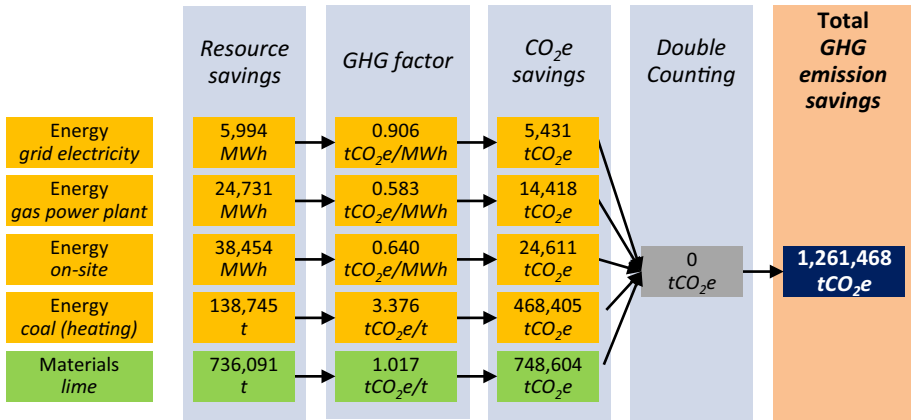 Resource
savings
GHG factor
CO₂e
savings
Double
Counting
Total
GHG
emission
savings
Energy
grid electricity
5,994
MWh
0.906
tCO₂e/MWh
5,431
tCO₂e
Energy
gas power plant
24,731
MWh
0.583
tCO₂e/MWh
14,418
tCO₂e
Energy
on-site
38,454
MWh
0.640
tCO₂e/MWh
24,611
tCO₂e
0
tCO₂e
1,261,468
tCO₂e
Energy
coal (heating)
138,745
t
3.376
tCO₂e/t
468,405
tCO₂e
Materials
lime
736,091
t
1.017
tCO₂e/t
748,604
tCO₂e